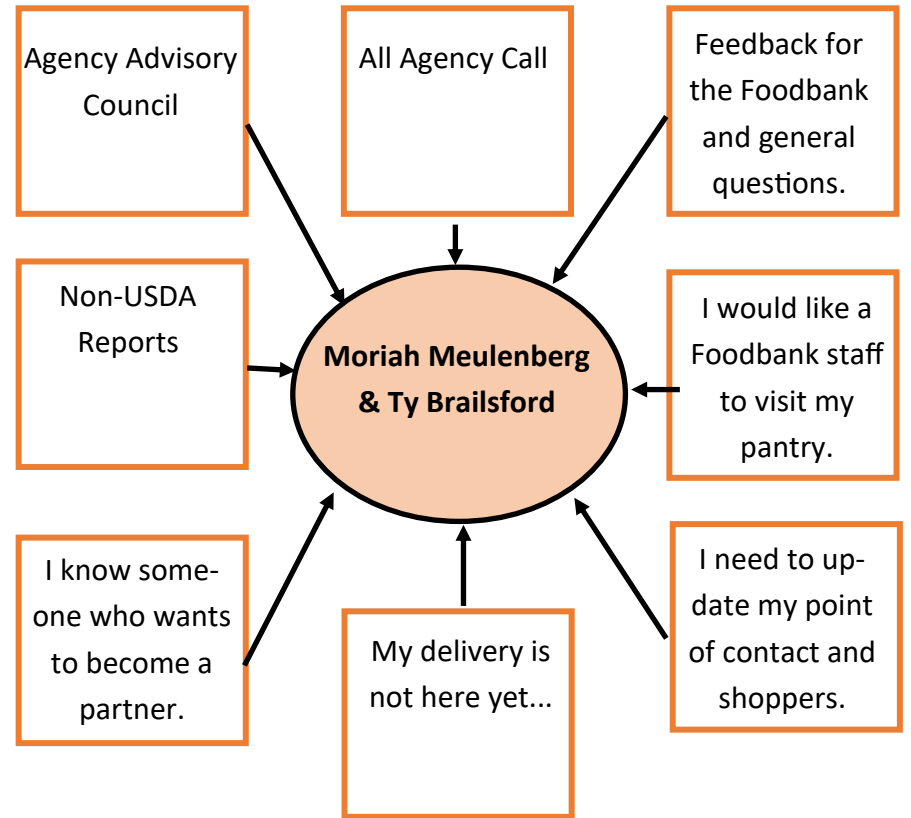 Agency Advisory
Council
All Agency Call
Feedback for
the Foodbank
and general
questions.
Non-USDA
Reports
Moriah Meulenberg
& Ty Brailsford
I would like a
Foodbank staff
to visit my
pantry.
I know some-
one who wants
to become a
partner.
My delivery is
not here yet...
I need to up-
date my point
of contact and
shoppers.